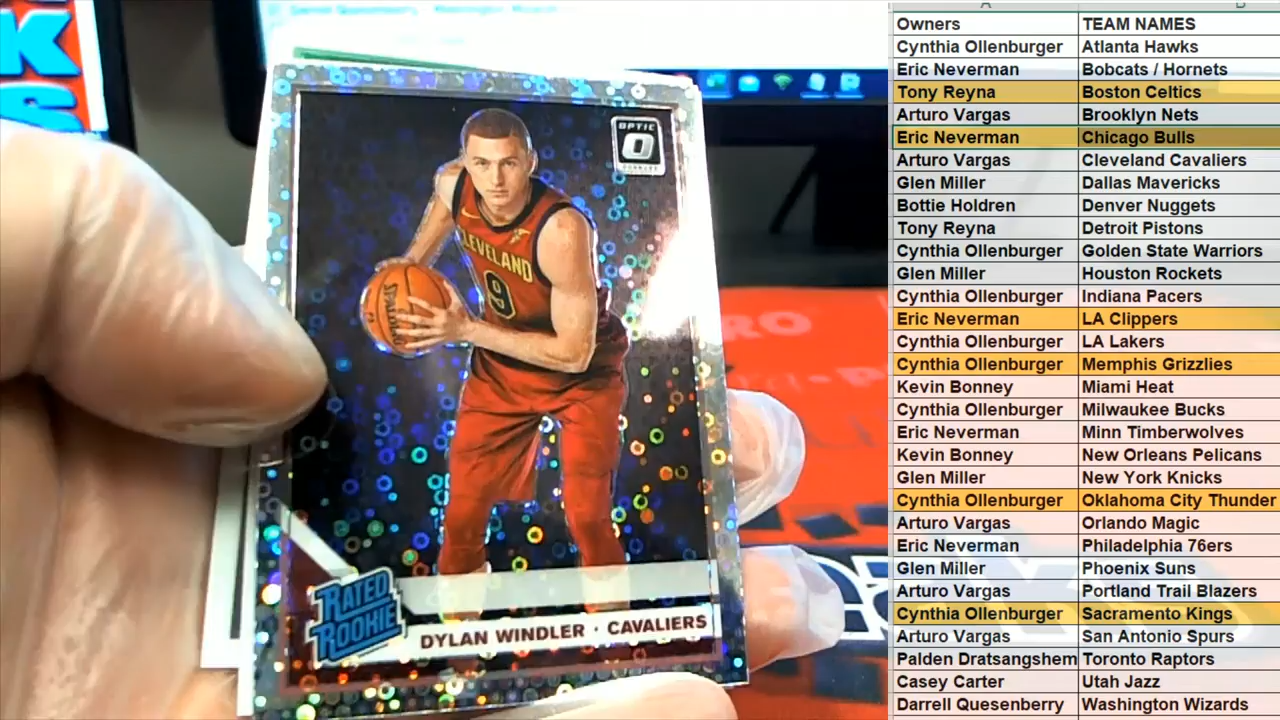 OPTIC
CLEVELAND
9
SPALDING
RATED
ROOKIE
DYLAN WINDLER · CAVALIERS
Owners TEAM NAMES
Cynthia Ollenburger Atlanta Hawks
Eric Neverman Bobcats / Hornets
Tony Reyna Boston Celtics
Arturo Vargas Brooklyn Nets
Eric Neverman Chicago Bulls
Arturo Vargas Cleveland Cavaliers
Glen Miller Dallas Mavericks
Bottie Holdren Denver Nuggets
Tony Reyna Detroit Pistons
Cynthia Ollenburger Golden State Warriors
Glen Miller Houston Rockets
Cynthia Ollenburger Indiana Pacers
Eric Neverman LA Clippers
Cynthia Ollenburger LA Lakers
Cynthia Ollenburger Memphis Grizzlies
Kevin Bonney Miami Heat
Cynthia Ollenburger Milwaukee Bucks
Eric Neverman Minn Timberwolves
Kevin Bonney New Orleans Pelicans
Glen Miller New York Knicks
Cynthia Ollenburger Oklahoma City Thunder
Arturo Vargas Orlando Magic
Eric Neverman Philadelphia 76ers
Glen Miller Phoenix Suns
Arturo Vargas Portland Trail Blazers
Cynthia Ollenburger Sacramento Kings
Arturo Vargas San Antonio Spurs
Palden Dratsangshem Toronto Raptors
Casey Carter Utah Jazz
Darrell Quesenberry Washington Wizards